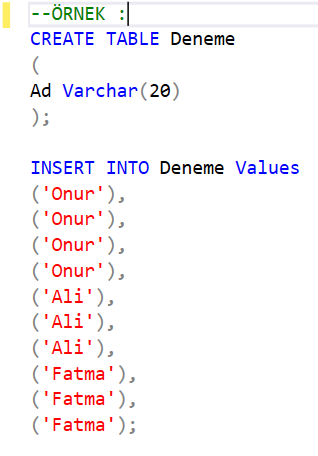 --ÖRNEK :
CREATE TABLE Deneme
(
Ad Varchar(20)
);
INSERT INTO Deneme Values
('Onur'),
('Onur'),
('Onur'),
('Onur'),
('Ali'),
('Ali'),
('Ali'),
('Fatma'),
('Fatma'),
('Fatma');